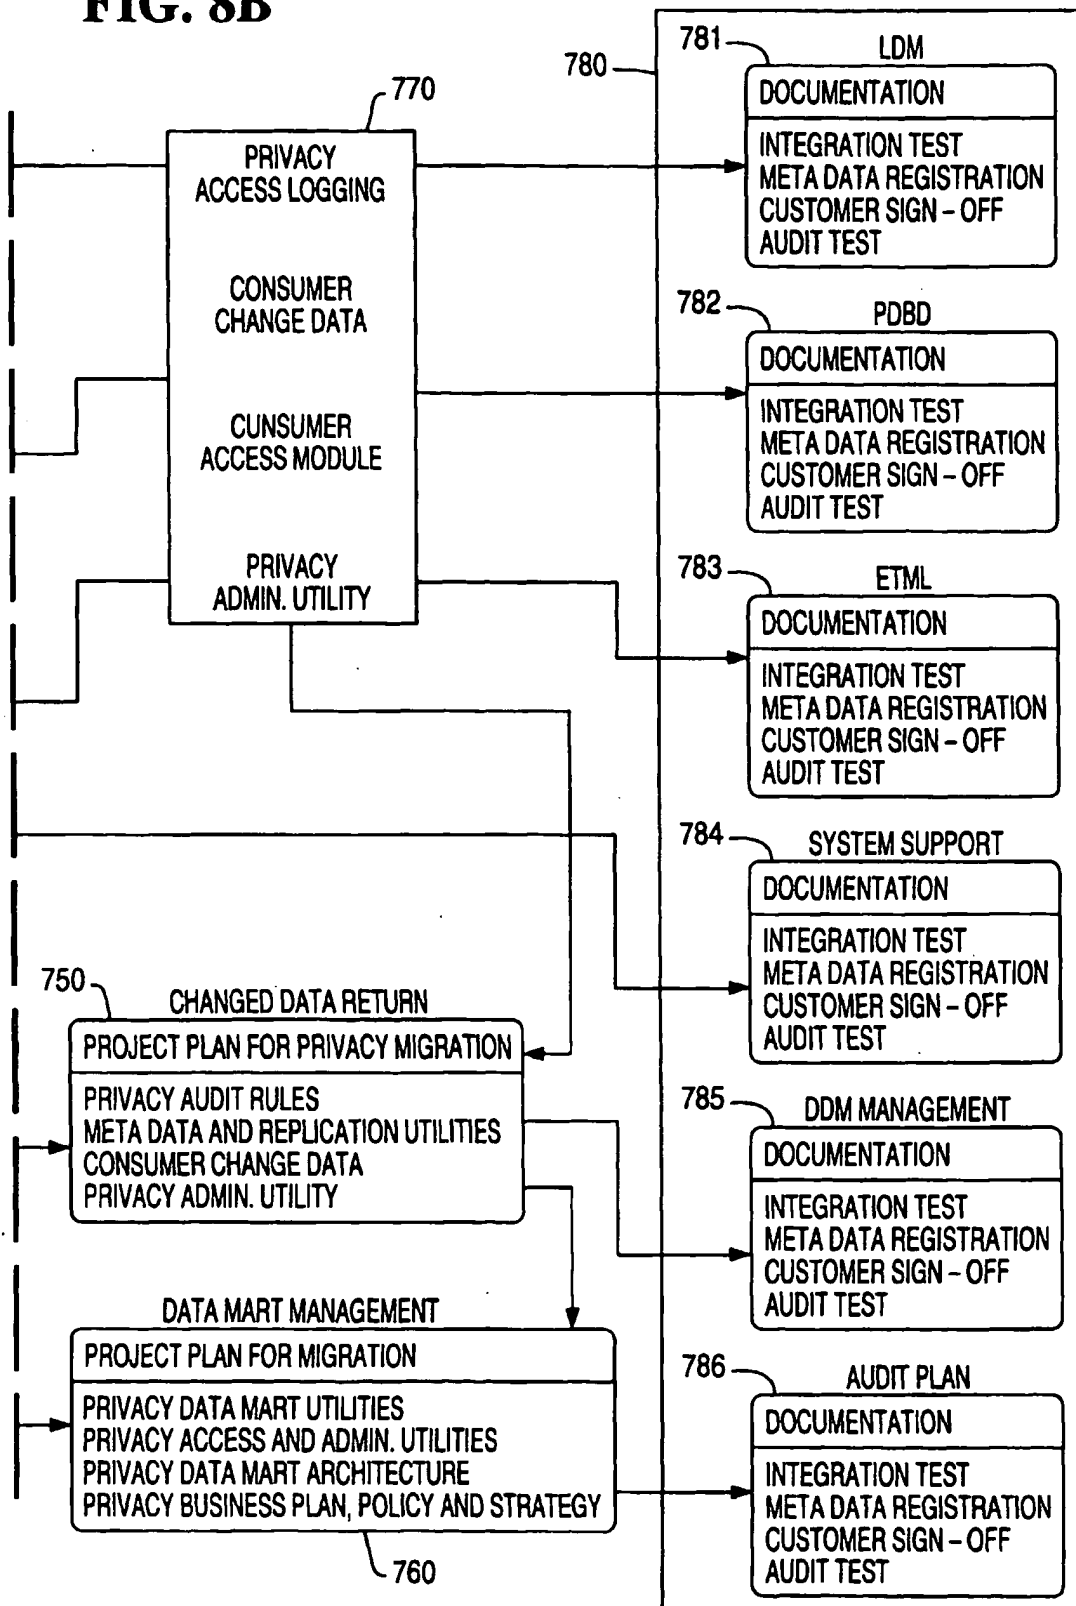 FIG. 8B
770
PRIVACY
ACCESS LOGGING
CONSUMER
CHANGE DATA
CUNSUMER
ACCESS MODULE
PRIVACY
ADMIN. UTILITY
750
CHANGED DATA RETURN
PROJECT PLAN FOR PRIVACY MIGRATION
PRIVACY AUDIT RULES
META DATA AND REPLICATION UTILITIES
CONSUMER CHANGE DATA
PRIVACY ADMIN. UTILITY
DATA MART MANAGEMENT
PROJECT PLAN FOR MIGRATION
PRIVACY DATA MART UTILITIES
PRIVACY ACCESS AND ADMIN. UTILITIES
PRIVACY DATA MART ARCHITECTURE
PRIVACY BUSINESS PLAN, POLICY AND STRATEGY
760
780
781
LDM
DOCUMENTATION
INTEGRATION TEST
META DATA REGISTRATION
CUSTOMER SIGN – OFF
AUDIT TEST
782
PDBD
DOCUMENTATION
INTEGRATION TEST
META DATA REGISTRATION
CUSTOMER SIGN – OFF
AUDIT TEST
783
ETML
DOCUMENTATION
INTEGRATION TEST
META DATA REGISTRATION
CUSTOMER SIGN – OFF
AUDIT TEST
784
SYSTEM SUPPORT
DOCUMENTATION
INTEGRATION TEST
META DATA REGISTRATION
CUSTOMER SIGN – OFF
AUDIT TEST
785
DDM MANAGEMENT
DOCUMENTATION
INTEGRATION TEST
META DATA REGISTRATION
CUSTOMER SIGN – OFF
AUDIT TEST
786
AUDIT PLAN
DOCUMENTATION
INTEGRATION TEST
META DATA REGISTRATION
CUSTOMER SIGN – OFF
AUDIT TEST